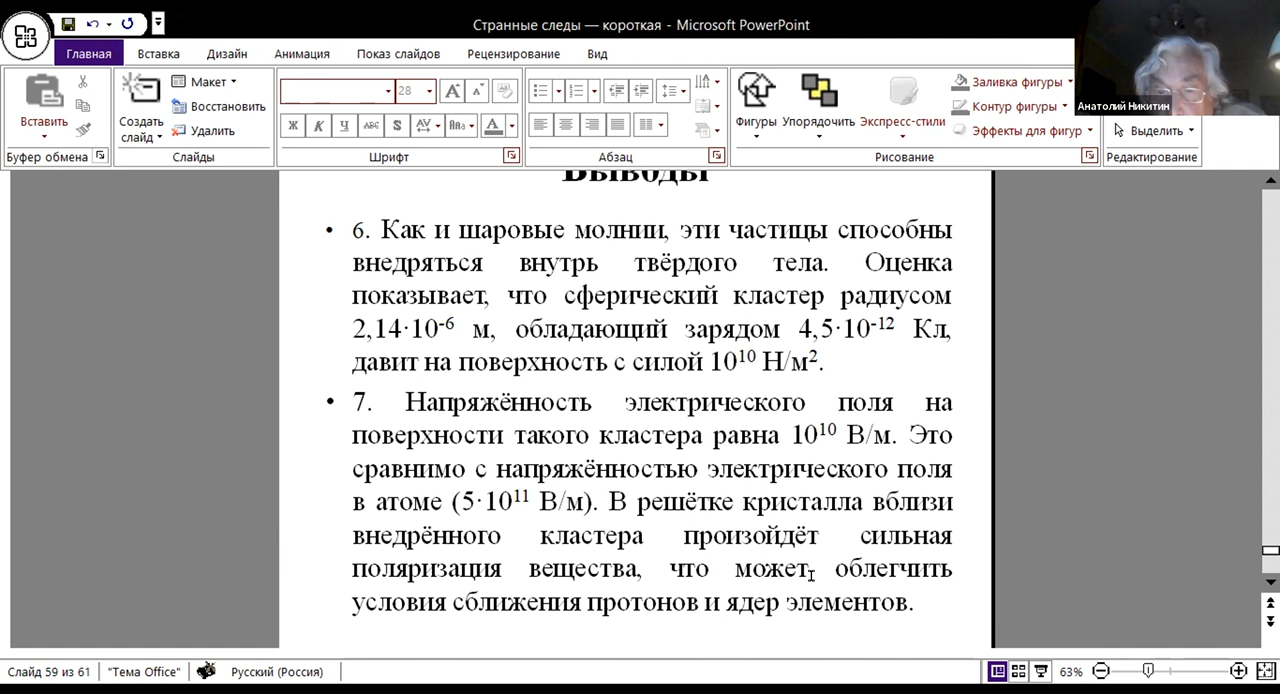 Странные следы — короткая - Microsoft PowerPoint
Главная Вставка Дизайн Анимация Показ слайдов Рецензирование Вид
Вставить
Буфер обмена
Создать слайд
Макет
Восстановить
Удалить
Слайды
28
Ж К Ч ABC S AV Aa A
Шрифт
Абзац
Фигуры Упорядочить Экспресс-стили
Заливка фигуры
Контур фигуры
Эффекты для фигур
Рисование
Выделить
Редактирование
Анатолий Никитин
Выводы
• 6. Как и шаровые молнии, эти частицы способны
внедряться внутрь твёрдого тела. Оценка
показывает, что сферический кластер радиусом
2,14·10⁻⁶ м, обладающий зарядом 4,5·10⁻¹² Кл,
давит на поверхность с силой 10¹⁰ Н/м².
• 7. Напряжённость электрического поля на
поверхности такого кластера равна 10¹⁰ В/м. Это
сравнимо с напряжённостью электрического поля
в атоме (5·10¹¹ В/м). В решётке кристалла вблизи
внедрённого кластера произойдёт сильная
поляризация вещества, что может облегчить
условия сближения протонов и ядер элементов.
Слайд 59 из 61 "Тема Office" Русский (Россия) 63%